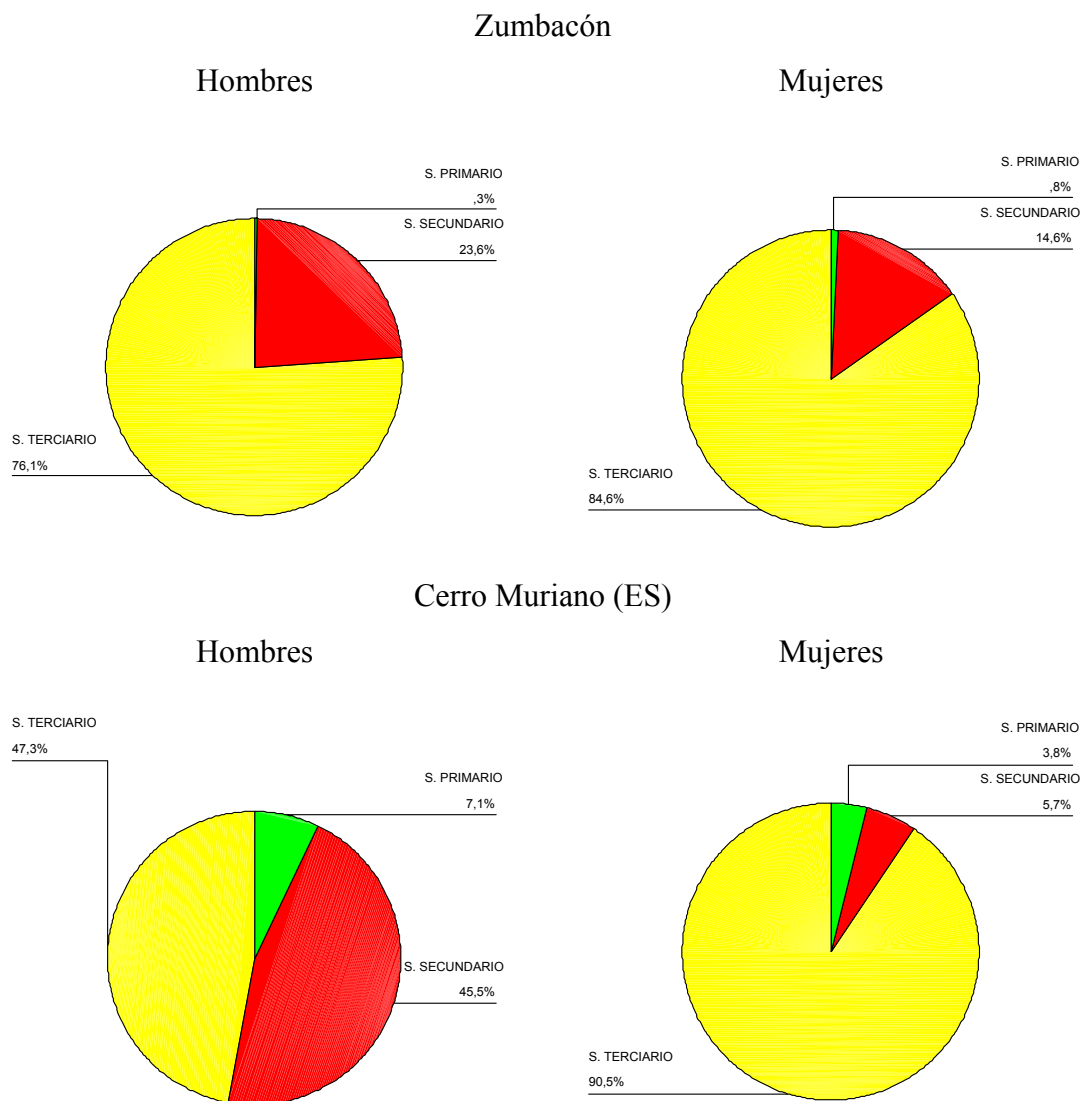 Zumbacón
Hombres
Mujeres
S. PRIMARIO
,3%
S. SECUNDARIO
23,6%
S. TERCIARIO
76,1%
S. PRIMARIO
,8%
S. SECUNDARIO
14,6%
S. TERCIARIO
84,6%
Cerro Muriano (ES)
Hombres
Mujeres
S. TERCIARIO
47,3%
S. PRIMARIO
7,1%
S. SECUNDARIO
45,5%
S. PRIMARIO
3,8%
S. SECUNDARIO
5,7%
S. TERCIARIO
90,5%